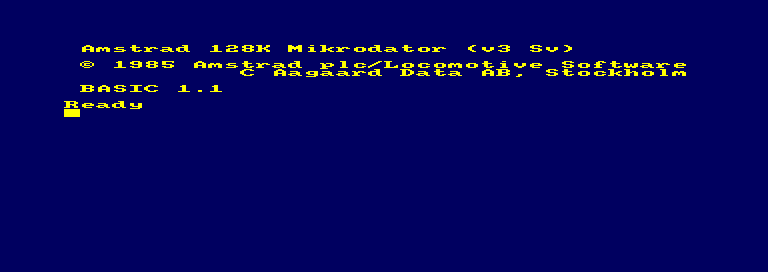 Amstrad 128K Mikrodator (v3 Sv)
© 1985 Amstrad plc/Locomotive Software
C Aagaard Data AB, Stockholm
BASIC 1.1
Ready